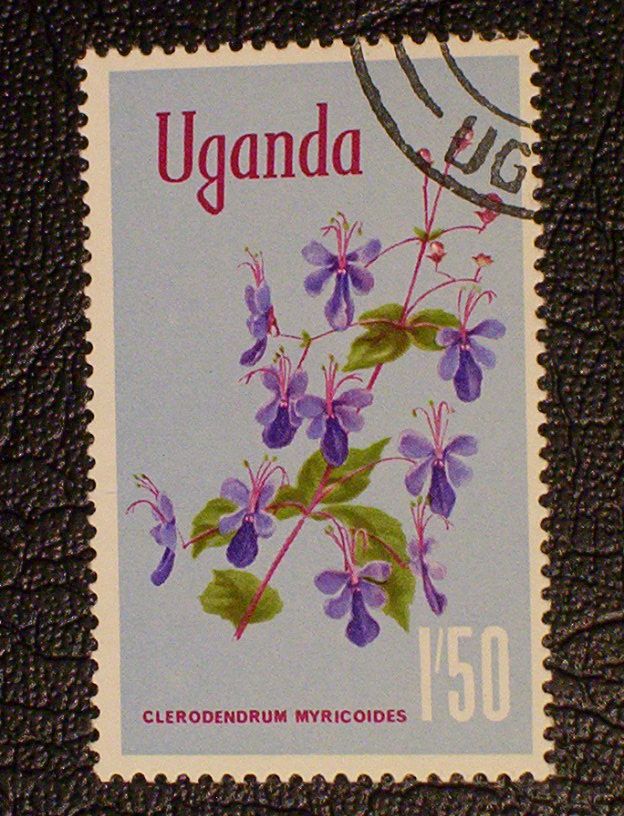 Uganda
UG
1/50
CLERODENDRUM MYRICOIDES